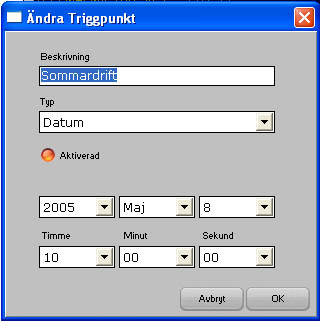 Ändra Triggpunkt
Beskrivning
Sommardrift
Typ
Datum
Aktiverad
2005 Maj 8
Timme Minut Sekund
10 00 00
Avbryt OK